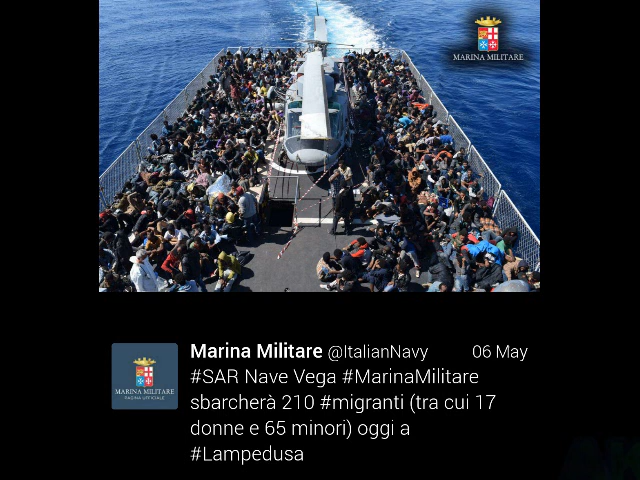 MARINA MILITARE
MARINA MILITARE
PAGINA UFFICIALE
Marina Militare @ItalianNavy 06 May
#SAR Nave Vega #MarinaMilitare
sbarcherà 210 #migranti (tra cui 17
donne e 65 minori) oggi a
#Lampedusa